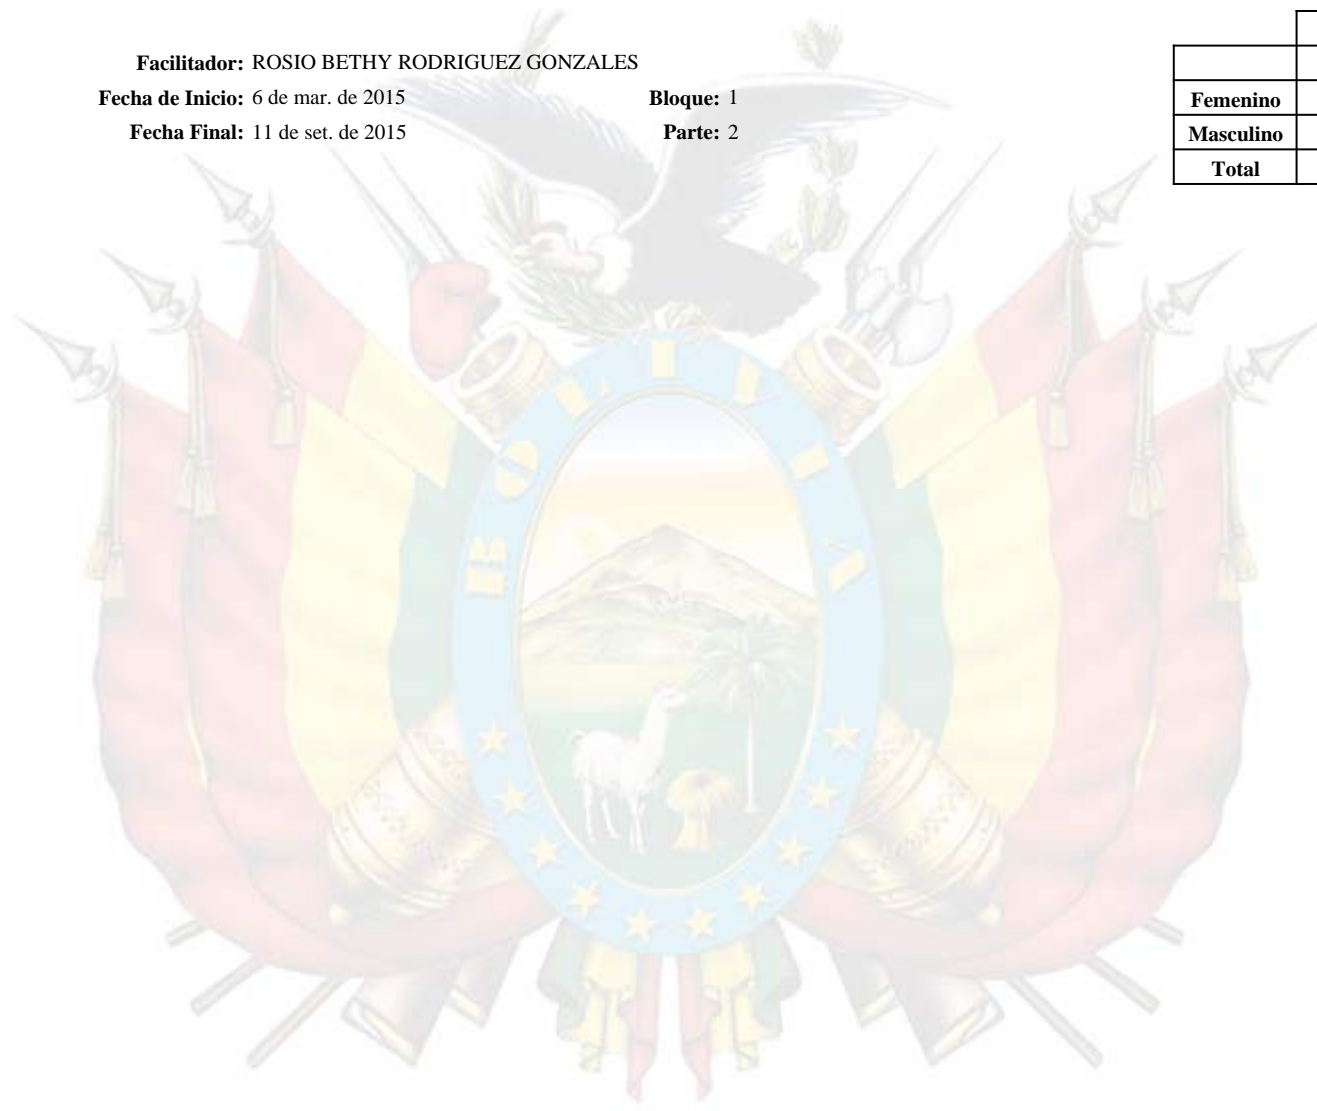 Facilitador: ROSIO BETHY RODRIGUEZ GONZALES
Fecha de Inicio: 6 de mar. de 2015 Bloque: 1
Fecha Final: 11 de set. de 2015 Parte: 2
Femenino
Masculino
Total
BOLIVIA